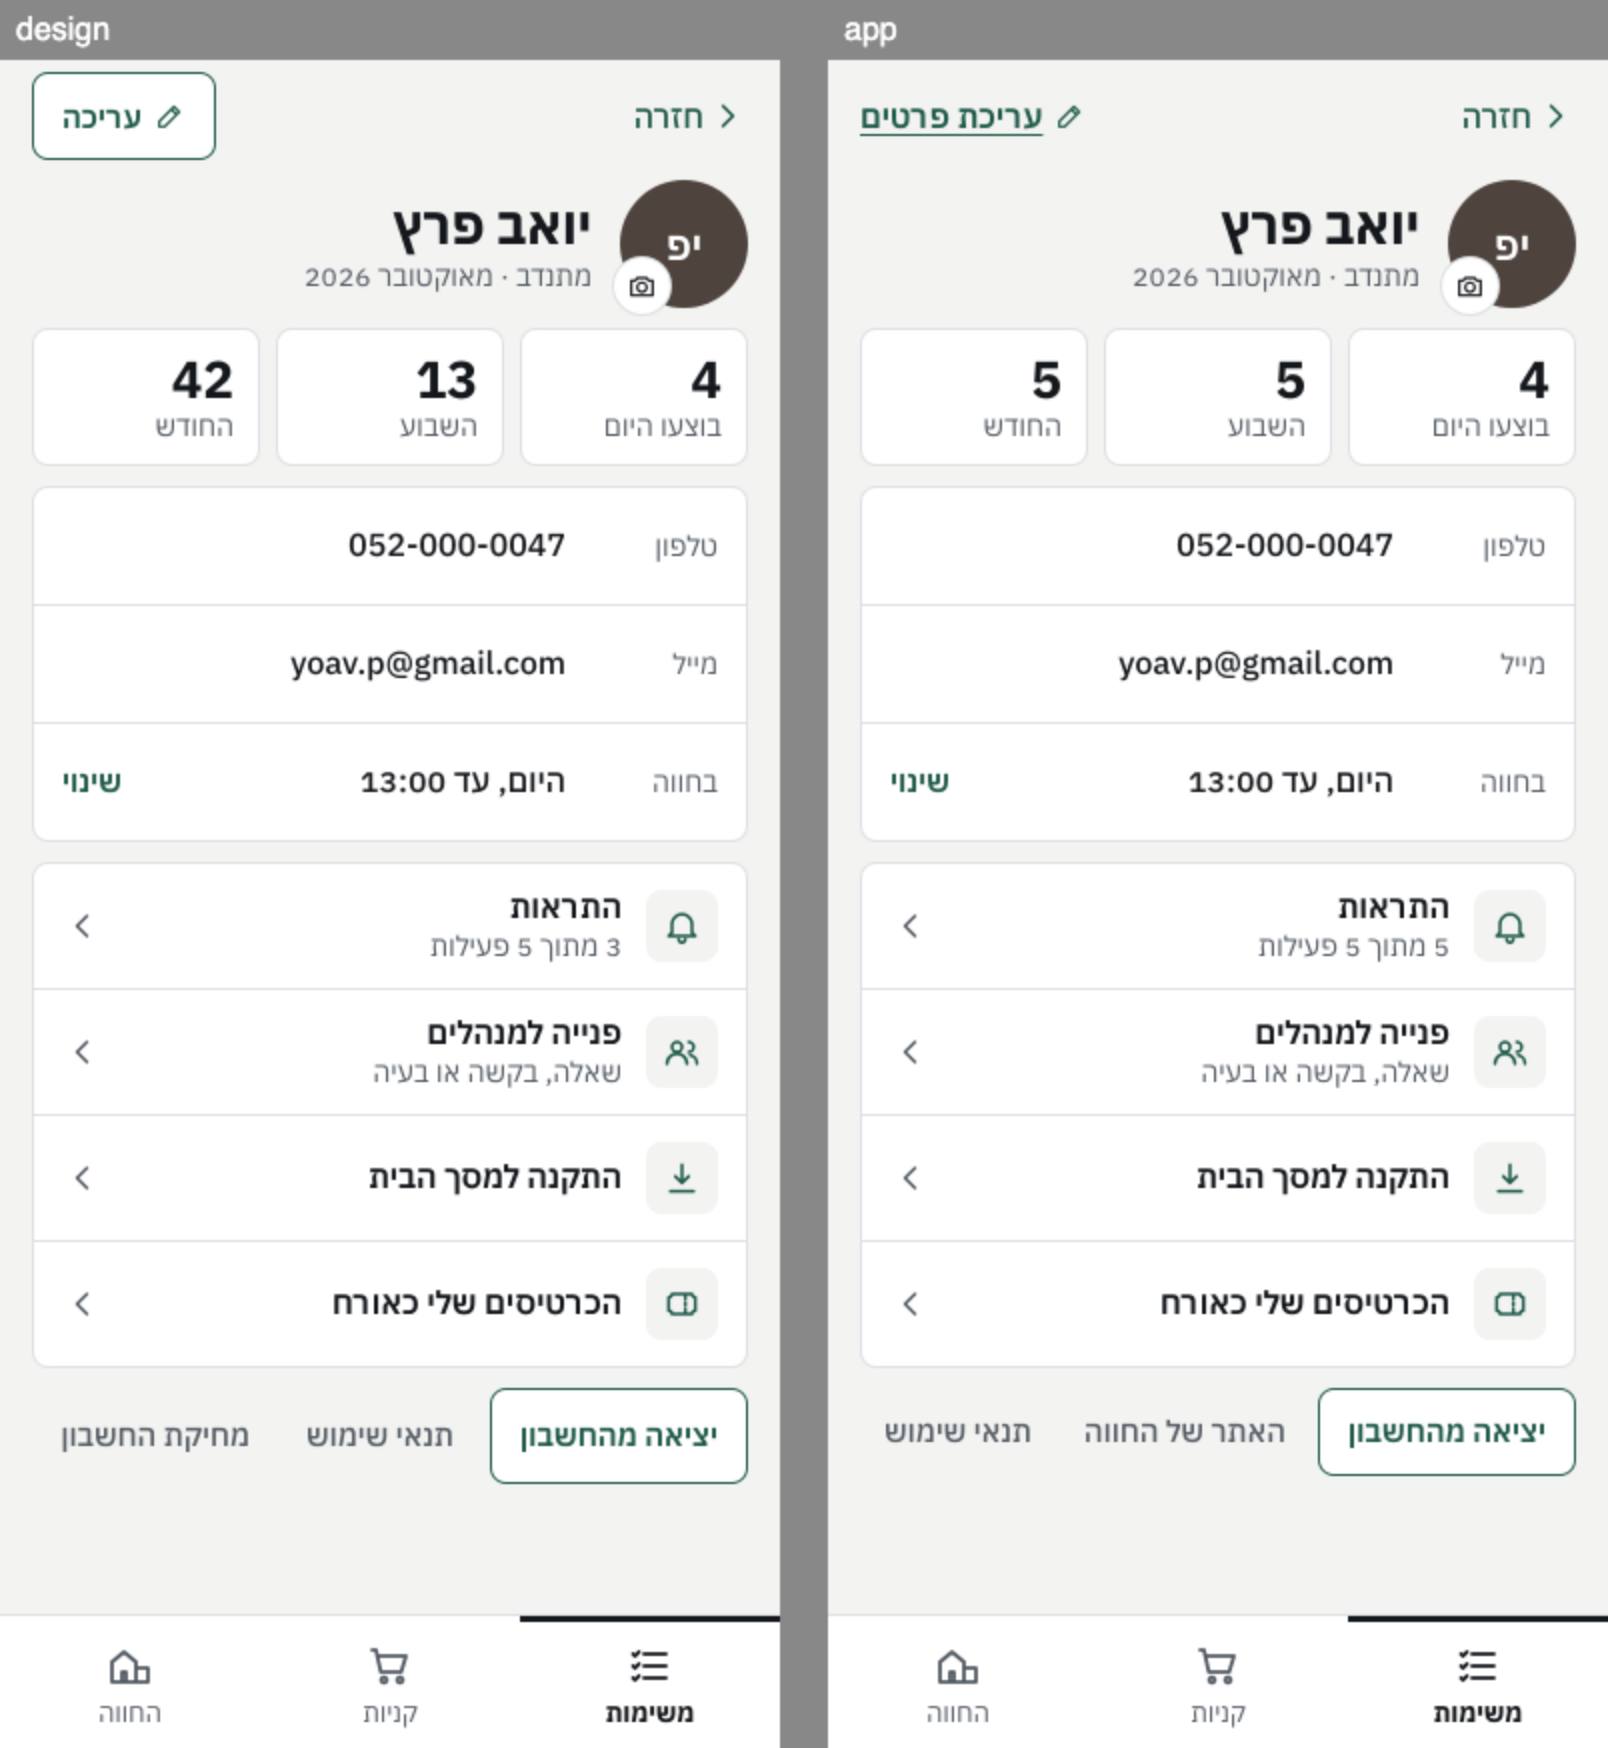 design
חזרה
עריכה
יפ
יואב פרץ
מתנדב · מאוקטובר 2026
4
בוצעו היום
13
השבוע
42
החודש
טלפון
052-000-0047
מייל
yoav.p@gmail.com
בחווה
היום, עד 13:00
שינוי
התראות
3 מתוך 5 פעילות
פנייה למנהלים
שאלה, בקשה או בעיה
התקנה למסך הבית
הכרטיסים שלי כאורח
יציאה מהחשבון
תנאי שימוש
מחיקת החשבון
משימות
קניות
החווה
app
חזרה
עריכת פרטים
יפ
יואב פרץ
מתנדב · מאוקטובר 2026
4
בוצעו היום
5
השבוע
5
החודש
טלפון
052-000-0047
מייל
yoav.p@gmail.com
בחווה
היום, עד 13:00
שינוי
התראות
5 מתוך 5 פעילות
פנייה למנהלים
שאלה, בקשה או בעיה
התקנה למסך הבית
הכרטיסים שלי כאורח
יציאה מהחשבון
האתר של החווה
תנאי שימוש
משימות
קניות
החווה